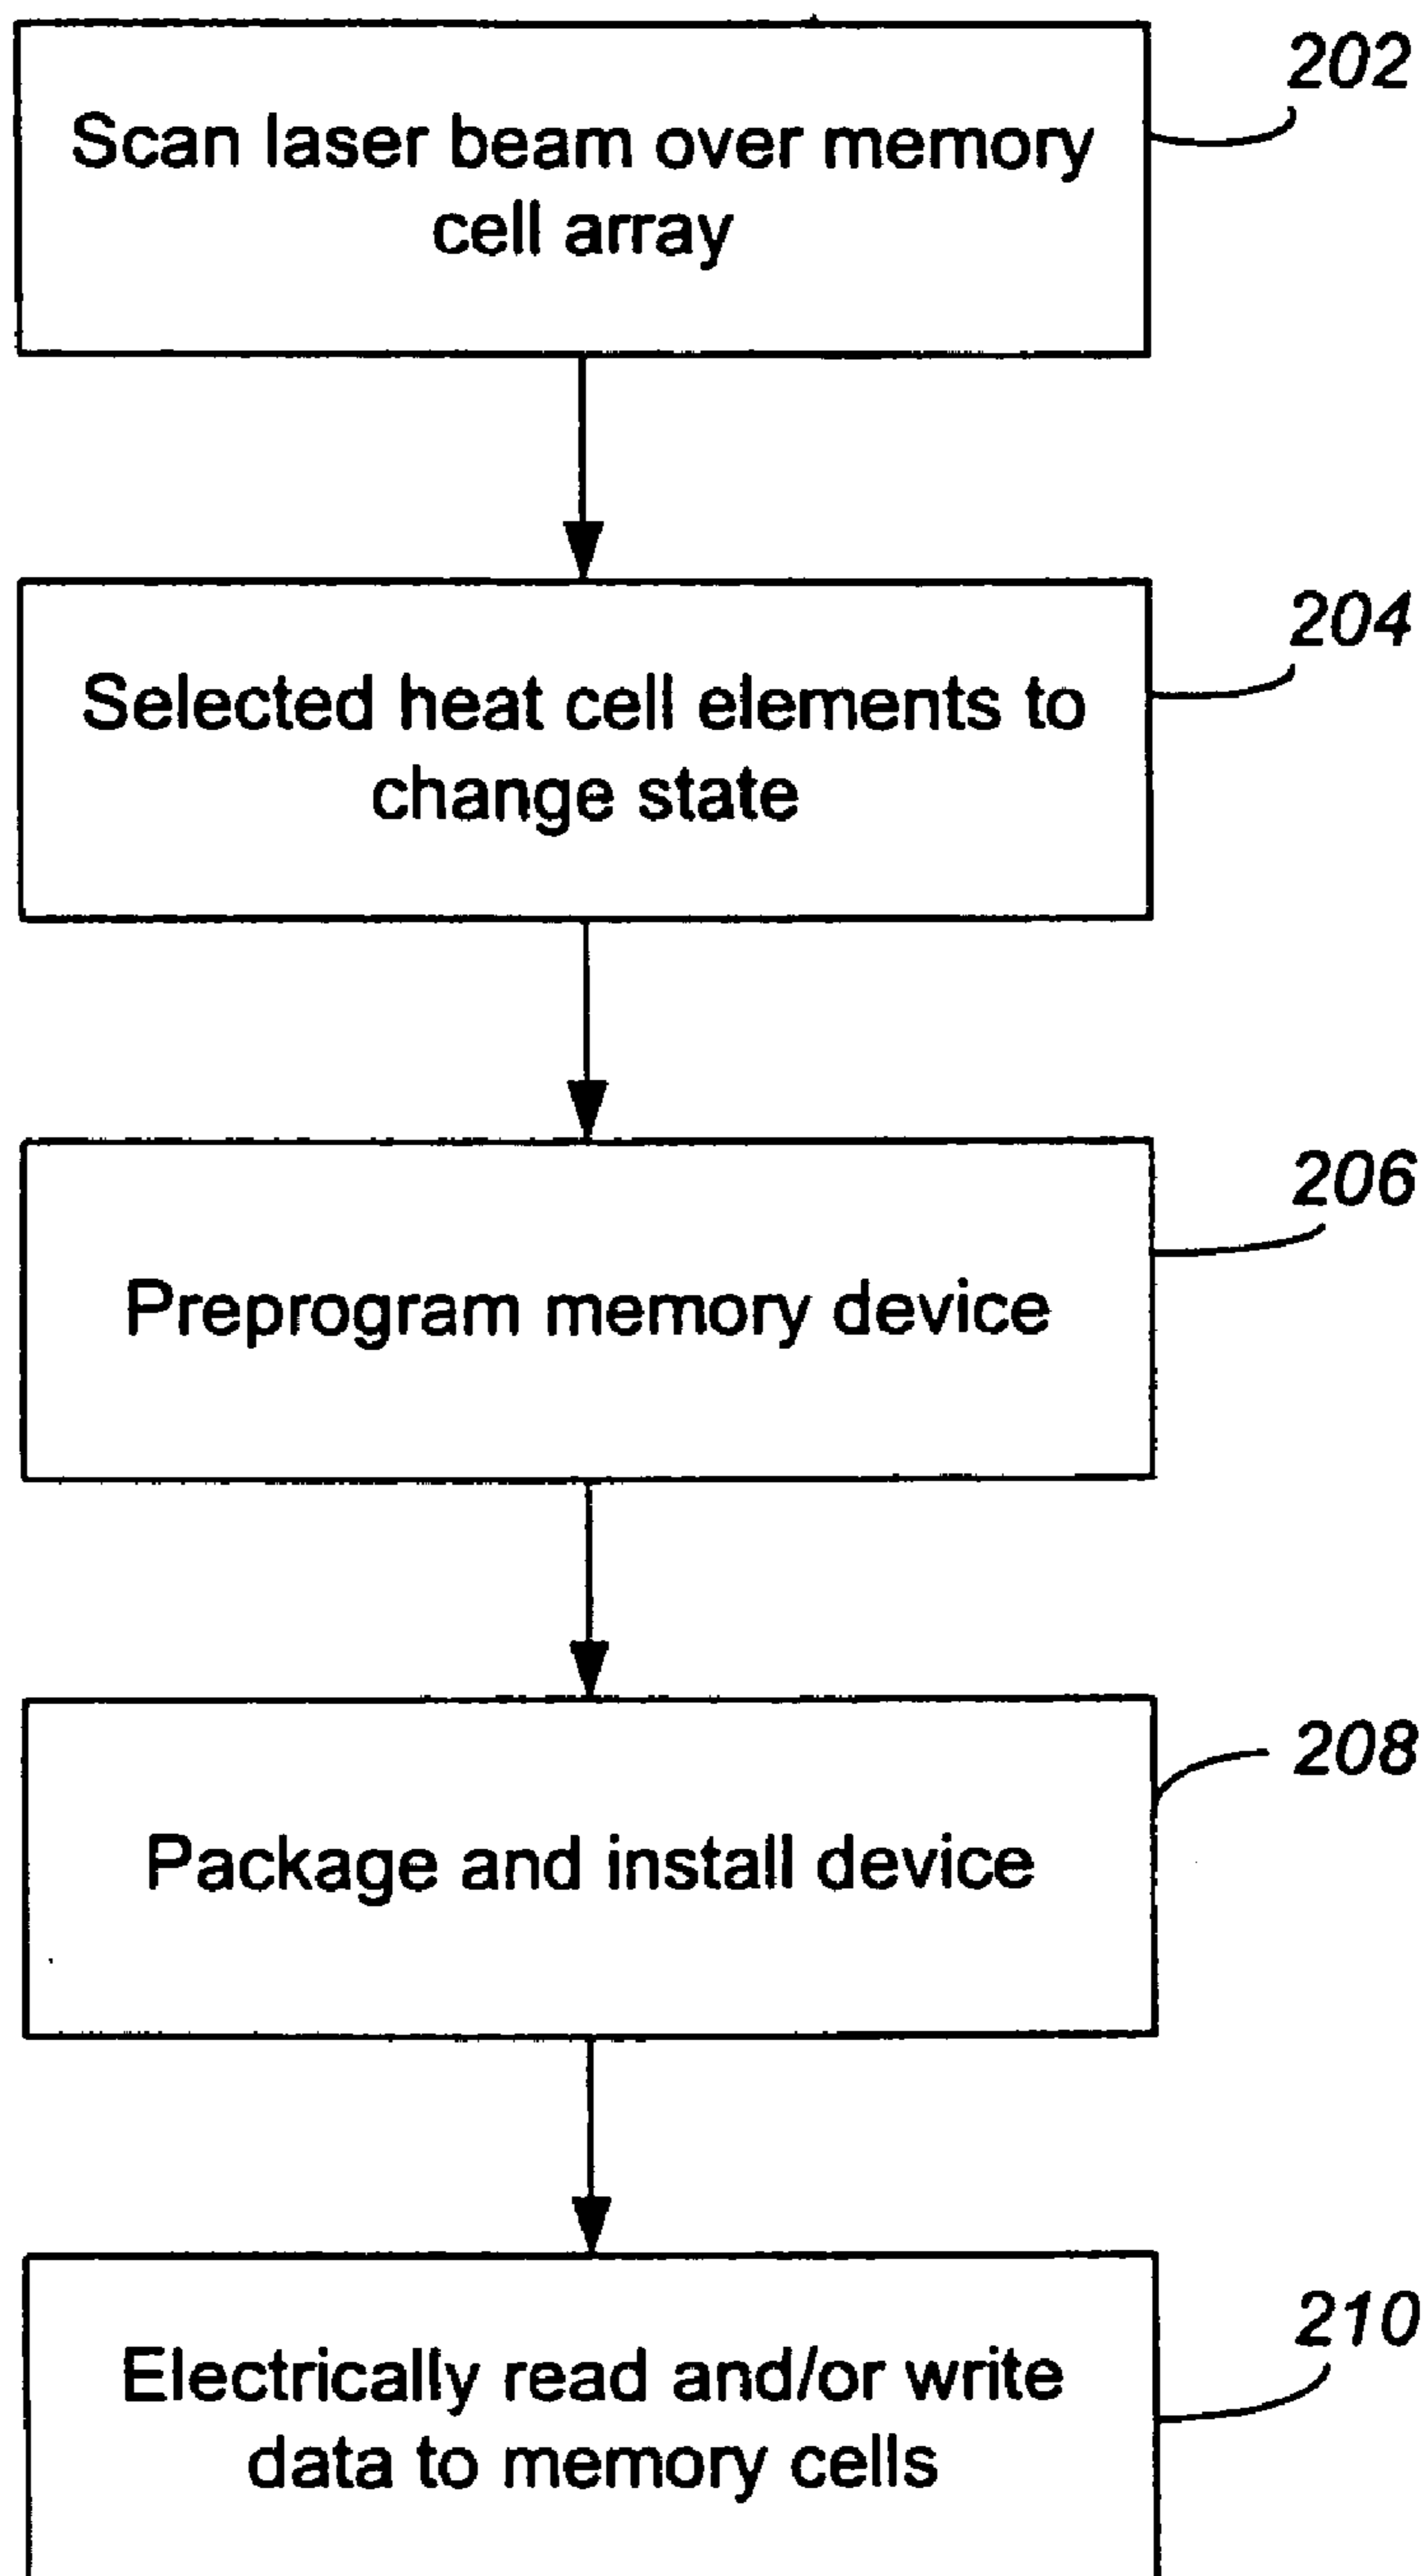 202
Scan laser beam over memory
cell array
204
Selected heat cell elements to
change state
206
Preprogram memory device
208
Package and install device
210
Electrically read and/or write
data to memory cells